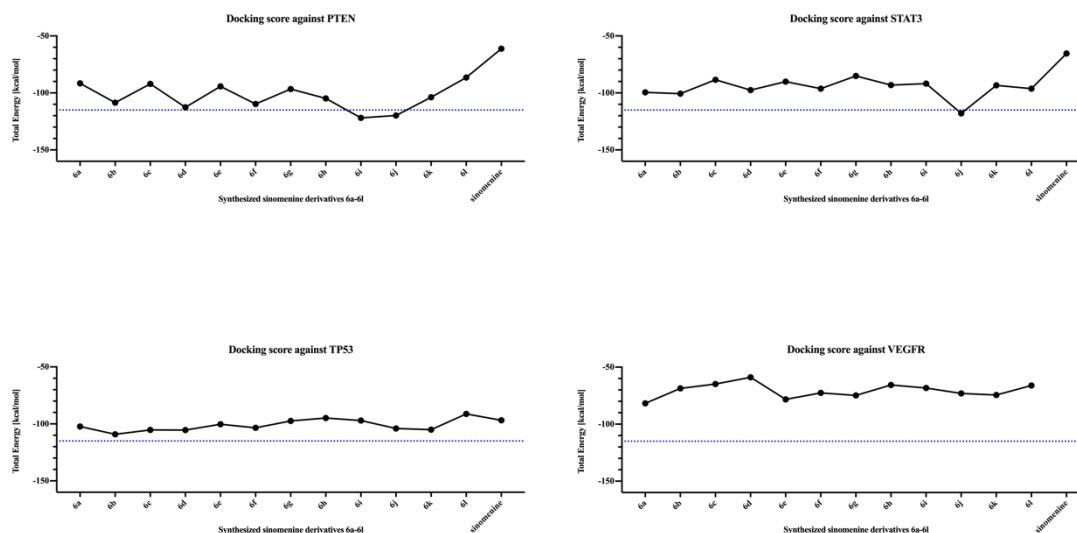 Docking score against PTEN
Total Energy [kcal/mol]
-50
-100
-150
6a
6b
6c
6d
6e
6f
6g
6h
6i
6j
6k
6l
sinomenine
Synthesized sinomenine derivatives 6a-6l
Docking score against STAT3
Total Energy [kcal/mol]
-50
-100
-150
6a
6b
6c
6d
6e
6f
6g
6h
6i
6j
6k
6l
sinomenine
Synthesized sinomenine derivatives 6a-6l
Docking score against TP53
Total Energy [kcal/mol]
-50
-100
-150
6a
6b
6c
6d
6e
6f
6g
6h
6i
6j
6k
6l
sinomenine
Synthesized sinomenine derivatives 6a-6l
Docking score against VEGFR
Total Energy [kcal/mol]
-50
-100
-150
6a
6b
6c
6d
6e
6f
6g
6h
6i
6j
6k
6l
sinomenine
Synthesized sinomenine derivatives 6a-6l